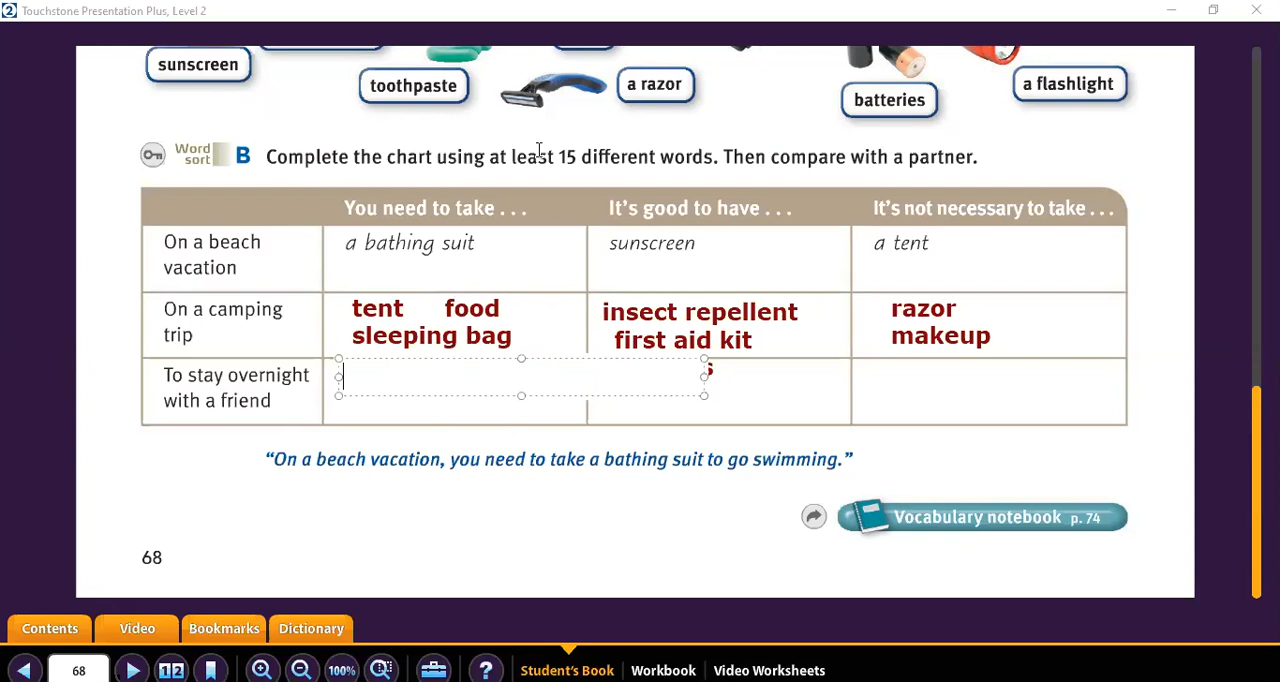 Touchstone Presentation Plus, Level 2
sunscreen
toothpaste
a razor
batteries
a flashlight
Word sort B Complete the chart using at least 15 different words. Then compare with a partner.
You need to take . . . It's good to have . . . It's not necessary to take . . .
On a beach vacation a bathing suit sunscreen a tent
On a camping trip tent food sleeping bag insect repellent first aid kit razor makeup
To stay overnight with a friend
"On a beach vacation, you need to take a bathing suit to go swimming."
Vocabulary notebook p. 74
68
Contents Video Bookmarks Dictionary
68 12 100% ? Student's Book Workbook Video Worksheets